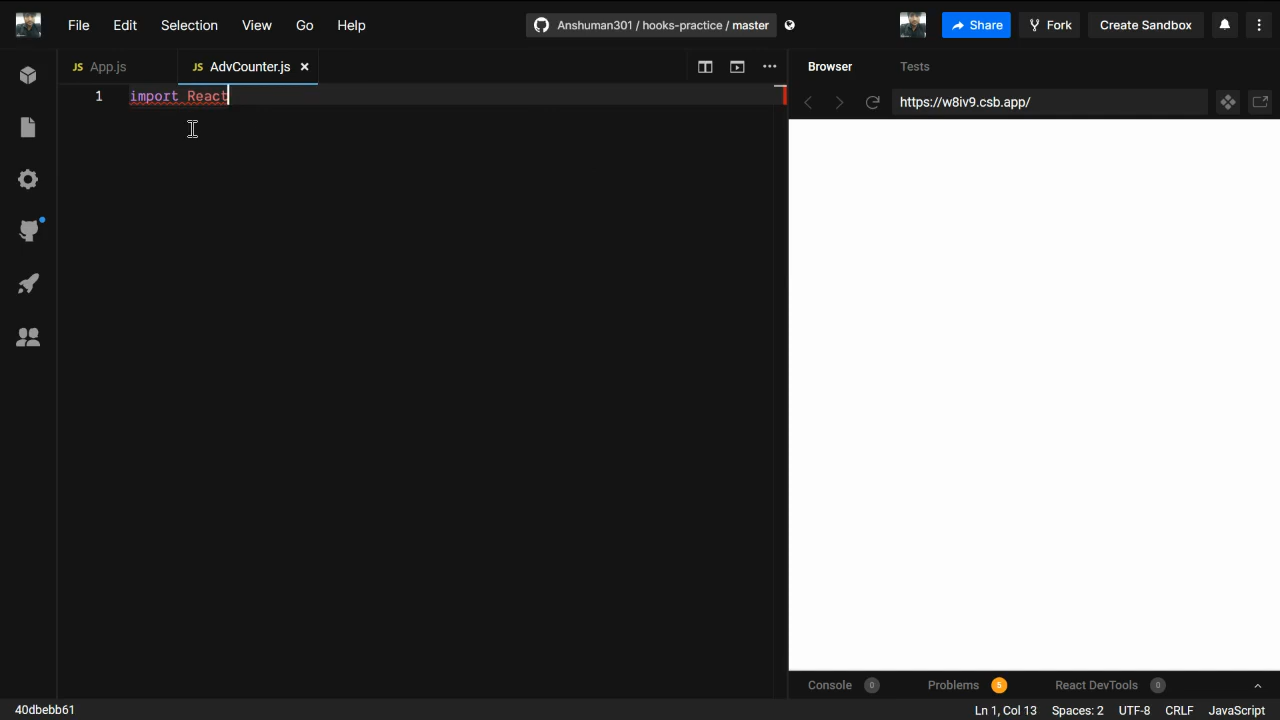 File Edit Selection View Go Help
Anshuman301 / hooks-practice / master
Share Fork Create Sandbox
JS App.js JS AdvCounter.js
Browser Tests
1 import React
https://w8iv9.csb.app/
Console 0 Problems 5 React DevTools 0
40dbebb61
Ln 1, Col 13 Spaces: 2 UTF-8 CRLF JavaScript